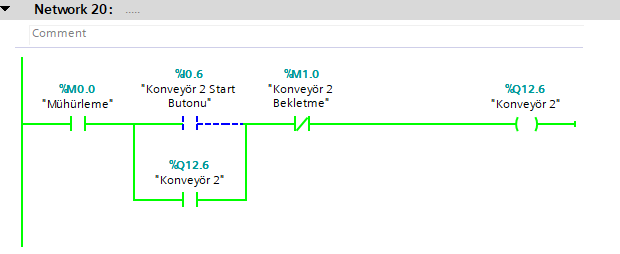 Network 20: .....
Comment
%M0.0
"Mühürleme"
%I0.6
"Konveyör 2 Start
Butonu"
%M1.0
"Konveyör 2
Bekletme"
%Q12.6
"Konveyör 2"
%Q12.6
"Konveyör 2"